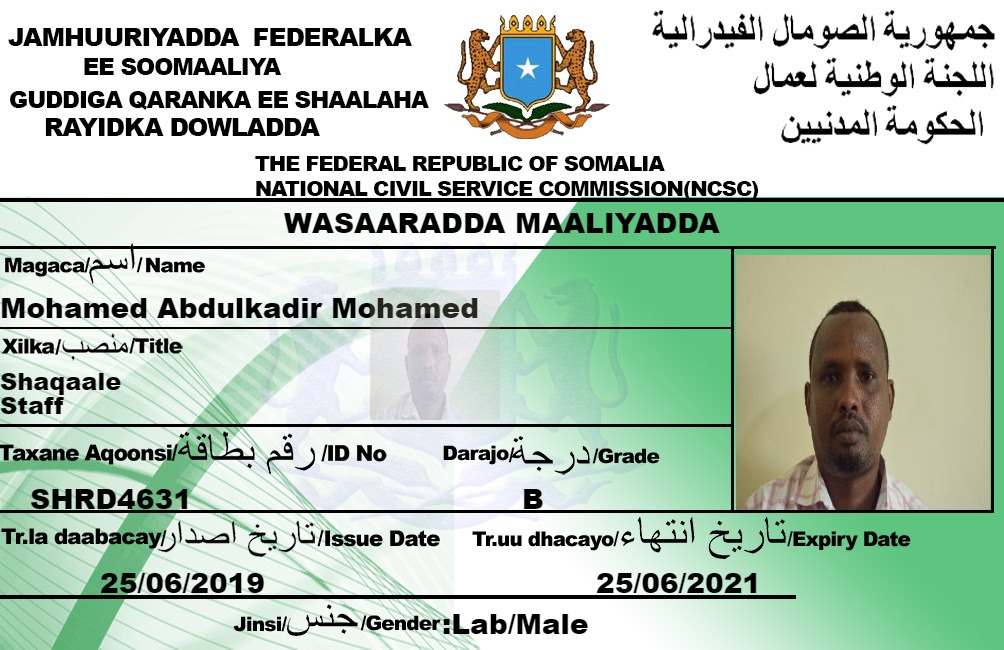 JAMHUURIYADDA FEDERALKA
EE SOOMAALIYA
GUDDIGA QARANKA EE SHAALAHA
RAYIDKA DOWLADDA
جمهورية الصومال الفيدرالية
اللجنة الوطنية لعمال
الحكومة المدنيين
THE FEDERAL REPUBLIC OF SOMALIA
NATIONAL CIVIL SERVICE COMMISSION(NCSC)
WASAARADDA MAALIYADDA
Magaca/اسم/Name
Mohamed Abdulkadir Mohamed
Xilka/منصب/Title
Shaqaale
Staff
Taxane Aqoonsi/رقم بطاقة/ID No Darajo/درجة/Grade
SHRD4631 B
Tr.la daabacay/تاريخ اصدار/Issue Date Tr.uu dhacayo/تاريخ انتهاء/Expiry Date
25/06/2019 25/06/2021
Jinsi/جنس/Gender:Lab/Male